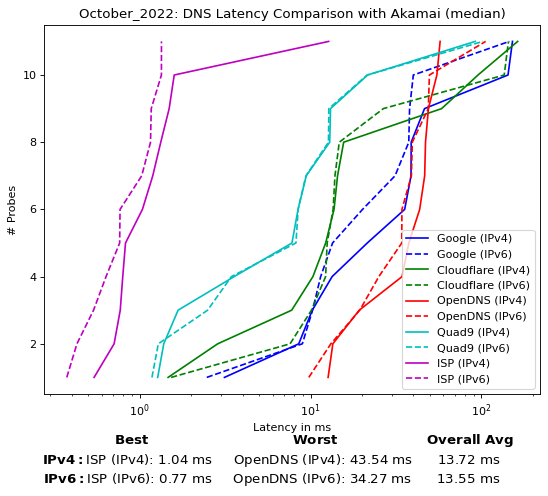 October_2022: DNS Latency Comparison with Akamai (median)
# Probes
10
8
6
4
2
Google (IPv4)
Google (IPv6)
Cloudflare (IPv4)
Cloudflare (IPv6)
OpenDNS (IPv4)
OpenDNS (IPv6)
Quad9 (IPv4)
Quad9 (IPv6)
ISP (IPv4)
ISP (IPv6)
10⁰ 10¹ 10²
Latency in ms
Best Worst Overall Avg
IPv4: ISP (IPv4): 1.04 ms OpenDNS (IPv4): 43.54 ms 13.72 ms
IPv6: ISP (IPv6): 0.77 ms OpenDNS (IPv6): 34.27 ms 13.55 ms